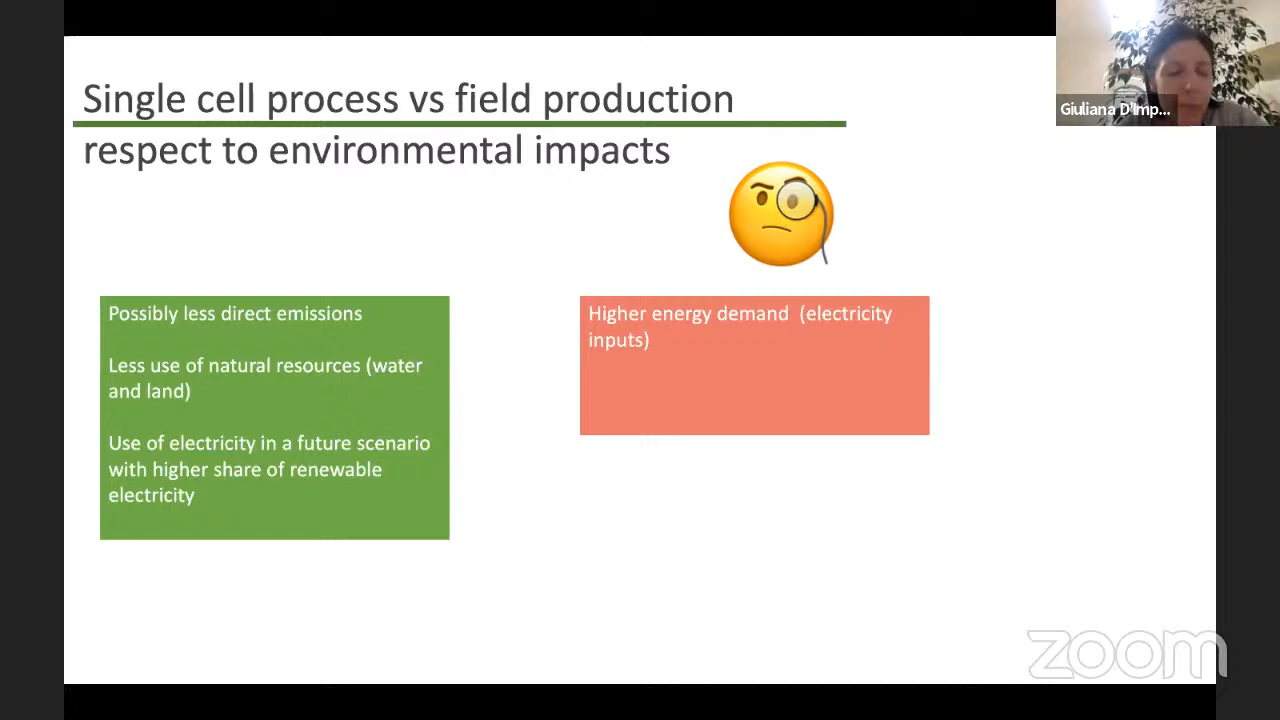 Single cell process vs field production
respect to environmental impacts
Giuliana D'Imp...
Possibly less direct emissions
Less use of natural resources (water
and land)
Use of electricity in a future scenario
with higher share of renewable
electricity
Higher energy demand (electricity
inputs)
zoom